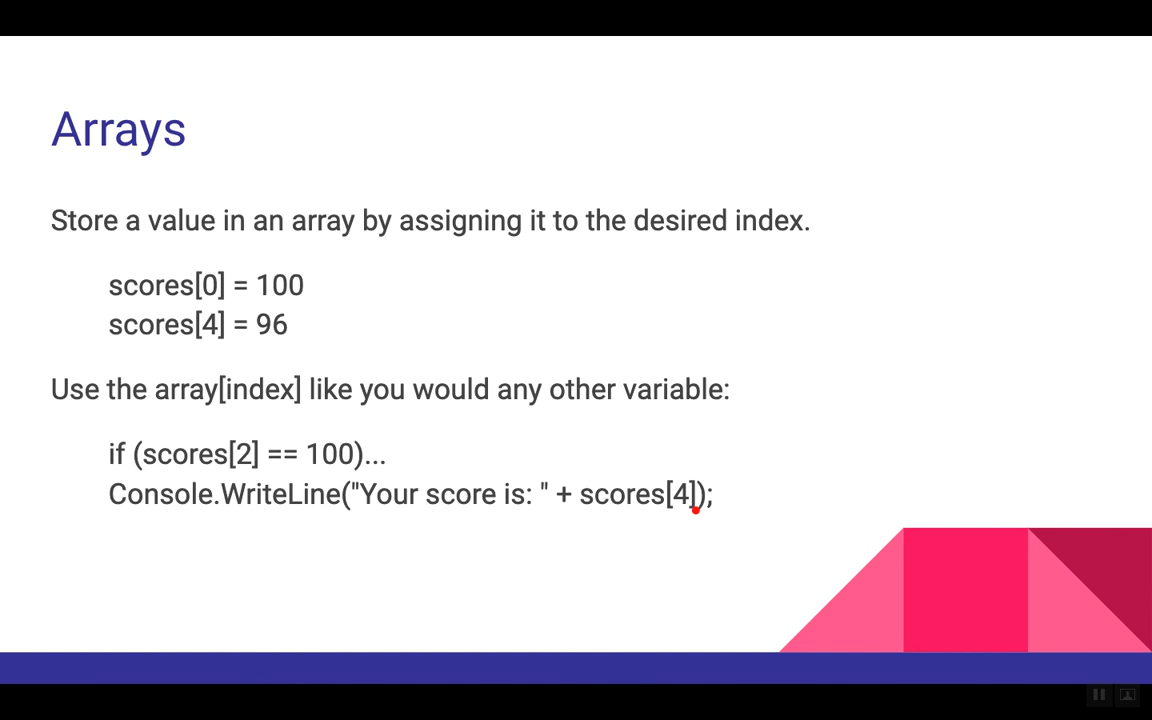 Arrays
Store a value in an array by assigning it to the desired index.
scores[0] = 100
scores[4] = 96
Use the array[index] like you would any other variable:
if (scores[2] == 100)...
Console.WriteLine("Your score is: " + scores[4]);